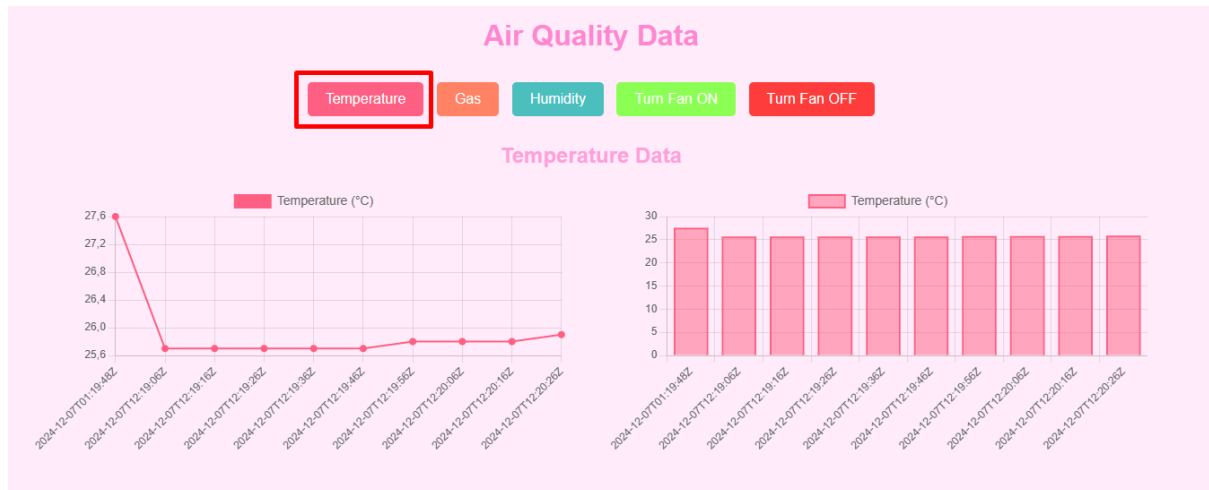 Air Quality Data
Temperature Gas Humidity Turn Fan ON Turn Fan OFF
Temperature Data
Temperature (°C)
27,6
27,2
26,8
26,4
26,0
25,6
2024-12-07T01:19:48Z
2024-12-07T12:19:06Z
2024-12-07T12:19:16Z
2024-12-07T12:19:26Z
2024-12-07T12:19:36Z
2024-12-07T12:19:46Z
2024-12-07T12:19:56Z
2024-12-07T12:20:06Z
2024-12-07T12:20:16Z
2024-12-07T12:20:26Z
Temperature (°C)
30
25
20
15
10
5
0
2024-12-07T01:19:48Z
2024-12-07T12:19:06Z
2024-12-07T12:19:16Z
2024-12-07T12:19:26Z
2024-12-07T12:19:36Z
2024-12-07T12:19:46Z
2024-12-07T12:19:56Z
2024-12-07T12:20:06Z
2024-12-07T12:20:16Z
2024-12-07T12:20:26Z